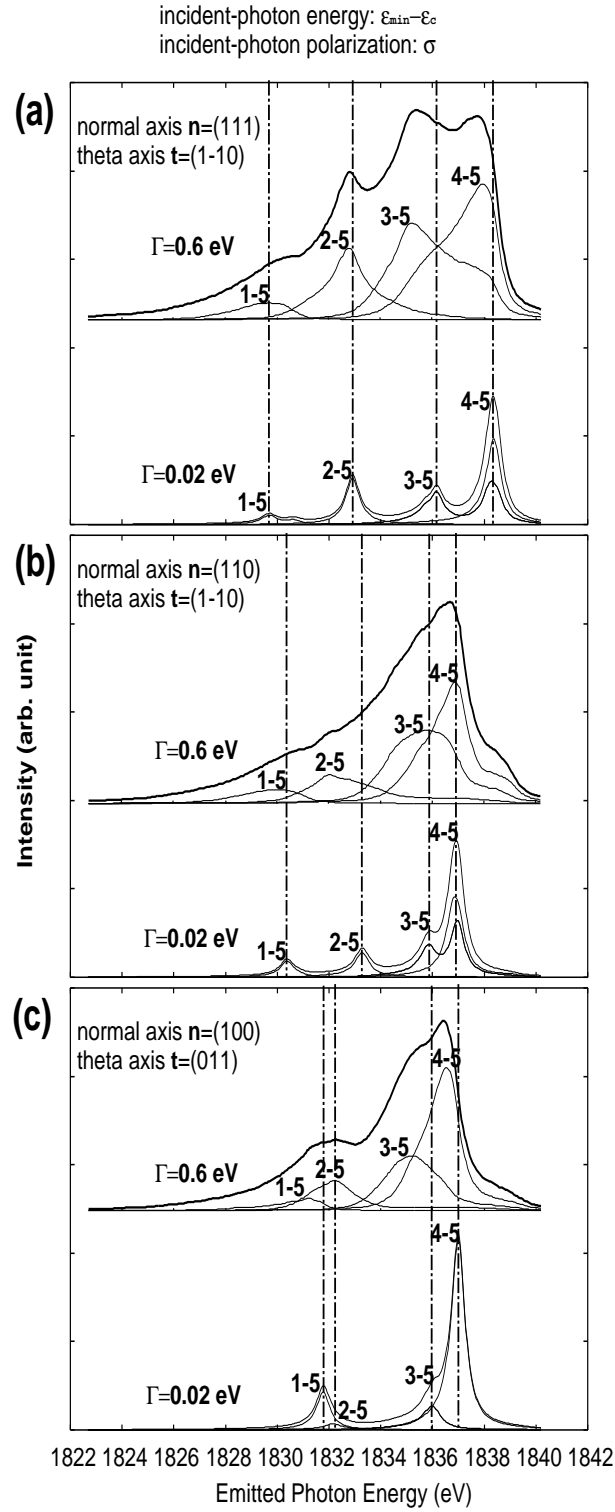 incident-photon energy: εmin−εc
incident-photon polarization: σ
(a)
normal axis n=(111)
theta axis t=(1-10)
4-5
3-5
2-5
Γ=0.6 eV
1-5
4-5
2-5
3-5
Γ=0.02 eV
1-5
(b)
normal axis n=(110)
theta axis t=(1-10)
4-5
3-5
Γ=0.6 eV
2-5
1-5
4-5
3-5
Γ=0.02 eV
1-5
2-5
Intensity (arb. unit)
(c)
normal axis n=(100)
theta axis t=(011)
4-5
3-5
Γ=0.6 eV
2-5
1-5
4-5
3-5
1-5
Γ=0.02 eV
2-5
1822 1824 1826 1828 1830 1832 1834 1836 1838 1840 1842
Emitted Photon Energy (eV)